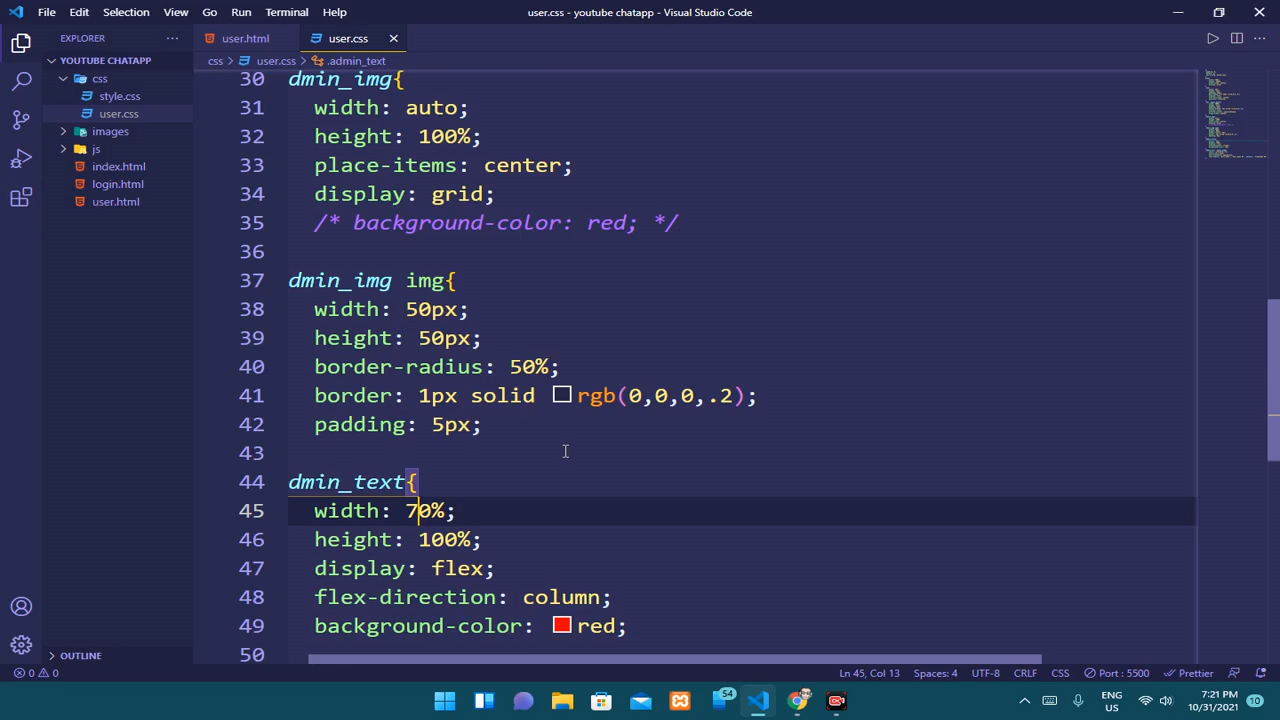 File Edit Selection View Go Run Terminal Help
user.css - youtube chatapp - Visual Studio Code
EXPLORER
user.html
user.css
YOUTUBE CHATAPP
css
style.css
user.css
images
js
index.html
login.html
user.html
OUTLINE
css > user.css > .admin_text
30 dmin_img{
31 width: auto;
32 height: 100%;
33 place-items: center;
34 display: grid;
35 /* background-color: red; */
36
37 dmin_img img{
38 width: 50px;
39 height: 50px;
40 border-radius: 50%;
41 border: 1px solid rgb(0,0,0,.2);
42 padding: 5px;
43
44 dmin_text{
45 width: 70%;
46 height: 100%;
47 display: flex;
48 flex-direction: column;
49 background-color: red;
50
0 0
Ln 45, Col 13 Spaces: 4 UTF-8 CRLF CSS Port : 5500 Prettier
54
ENG
US
7:21 PM
10/31/2021
10